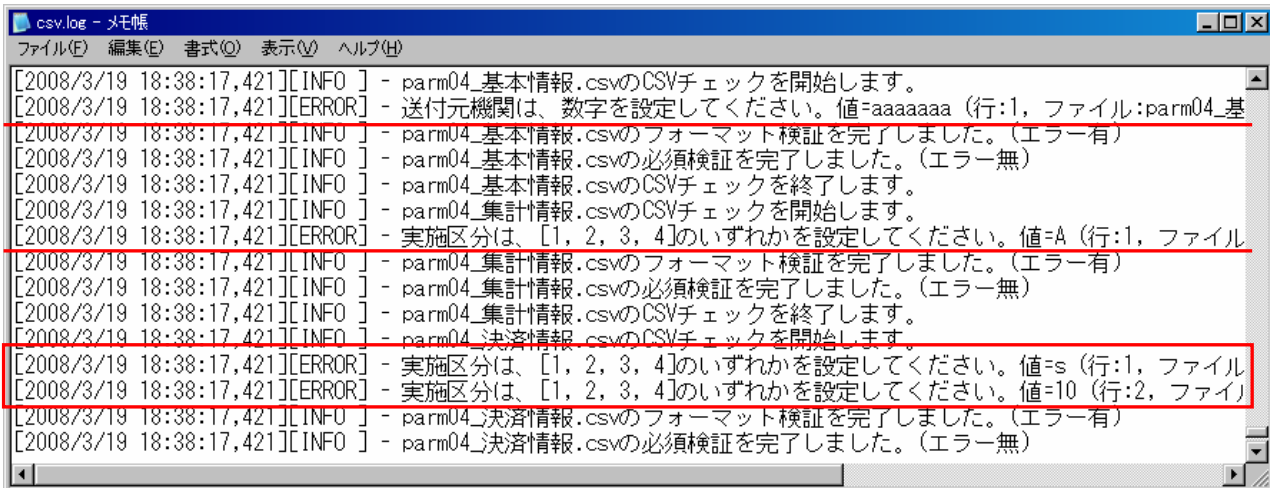 csv.log - メモ帳
ファイル(F) 編集(E) 書式(O) 表示(V) ヘルプ(H)
[2008/3/19 18:38:17,421][INFO ] - parm04_基本情報.csvのCSVチェックを開始します。
[2008/3/19 18:38:17,421][ERROR] - 送付元機関は、数字を設定してください。値=aaaaaaa (行:1, ファイル:parm04_基
[2008/3/19 18:38:17,421][INFO ] - parm04_基本情報.csvのフォーマット検証を完了しました。(エラー有)
[2008/3/19 18:38:17,421][INFO ] - parm04_基本情報.csvの必須検証を完了しました。(エラー無)
[2008/3/19 18:38:17,421][INFO ] - parm04_基本情報.csvのCSVチェックを終了します。
[2008/3/19 18:38:17,421][INFO ] - parm04_集計情報.csvのCSVチェックを開始します。
[2008/3/19 18:38:17,421][ERROR] - 実施区分は、[1, 2, 3, 4]のいずれかを設定してください。値=A (行:1, ファイル
[2008/3/19 18:38:17,421][INFO ] - parm04_集計情報.csvのフォーマット検証を完了しました。(エラー有)
[2008/3/19 18:38:17,421][INFO ] - parm04_集計情報.csvの必須検証を完了しました。(エラー無)
[2008/3/19 18:38:17,421][INFO ] - parm04_集計情報.csvのCSVチェックを終了します。
[2008/3/19 18:38:17,421][INFO ] - parm04_決済情報.csvのCSVチェックを開始します。
[2008/3/19 18:38:17,421][ERROR] - 実施区分は、[1, 2, 3, 4]のいずれかを設定してください。値=s (行:1, ファイル
[2008/3/19 18:38:17,421][ERROR] - 実施区分は、[1, 2, 3, 4]のいずれかを設定してください。値=10 (行:2, ファイル
[2008/3/19 18:38:17,421][INFO ] - parm04_決済情報.csvのフォーマット検証を完了しました。(エラー有)
[2008/3/19 18:38:17,421][INFO ] - parm04_決済情報.csvの必須検証を完了しました。(エラー無)